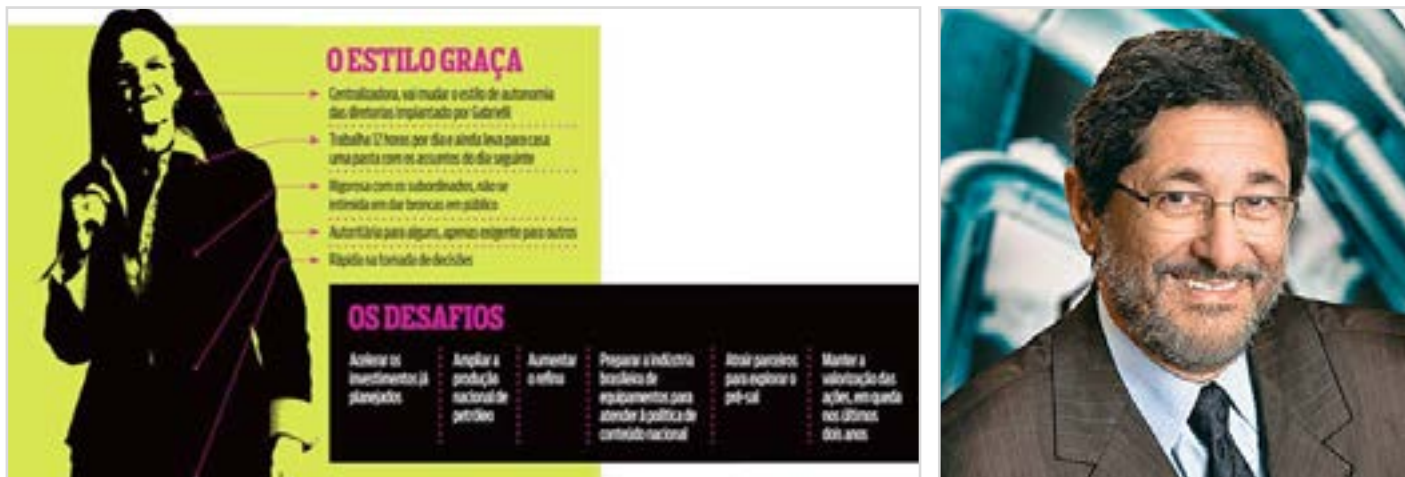 O ESTILO GRAÇA
Centralizadora, vai mudar o estilo de autonomia
das diretorias implantado por Gabrielli
Trabalha 12 horas por dia e ainda leva para casa
uma pasta com os assuntos do dia seguinte
Rigorosa com os subordinados, não se
intimida em dar broncas em público
Autoritária para alguns, apenas exigente para outros
Rápida na tomada de decisões
OS DESAFIOS
Acelerar os
investimentos já
planejados
Ampliar a
produção
nacional de
petróleo
Aumentar
o refino
Preparar a indústria
brasileira de
equipamentos para
atender à política de
conteúdo nacional
Atrair parceiros
para explorar o
pré-sal
Manter a
valorização das
ações, em queda
nos últimos
dois anos